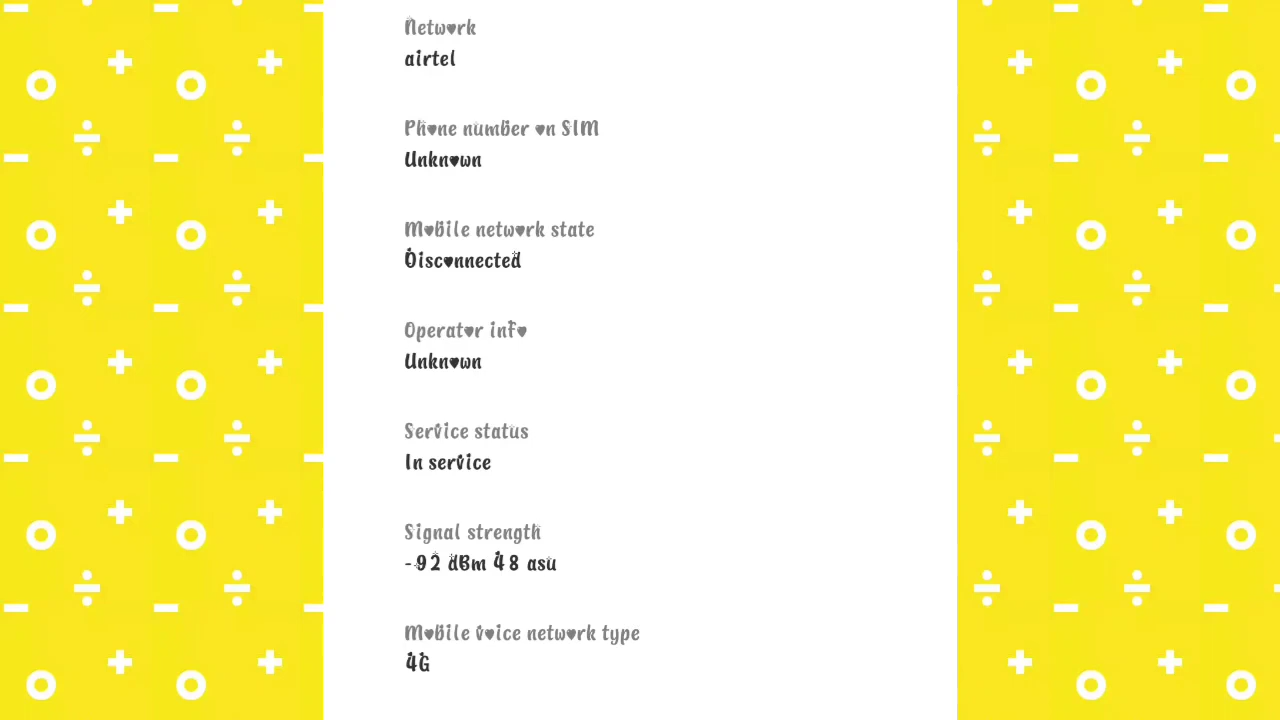 Network
airtel
Phone number on SIM
Unknown
Mobile network state
Disconnected
Operator info
Unknown
Service status
In service
Signal strength
-92 dBm 48 asu
Mobile voice network type
4G